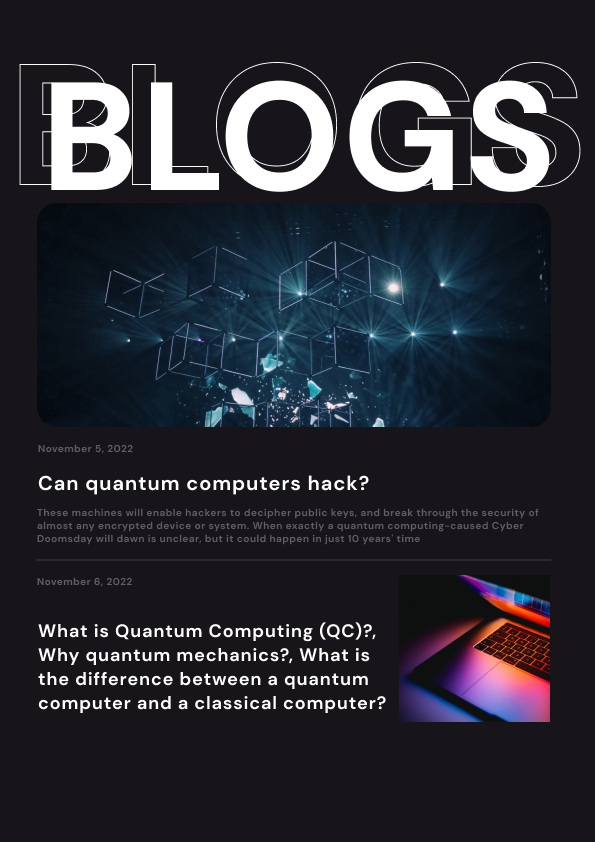 BLOGS
November 5, 2022
Can quantum computers hack?
These machines will enable hackers to decipher public keys, and break through the security of
almost any encrypted device or system. When exactly a quantum computing-caused Cyber
Doomsday will dawn is unclear, but it could happen in just 10 years' time
November 6, 2022
What is Quantum Computing (QC)?,
Why quantum mechanics?, What is
the difference between a quantum
computer and a classical computer?